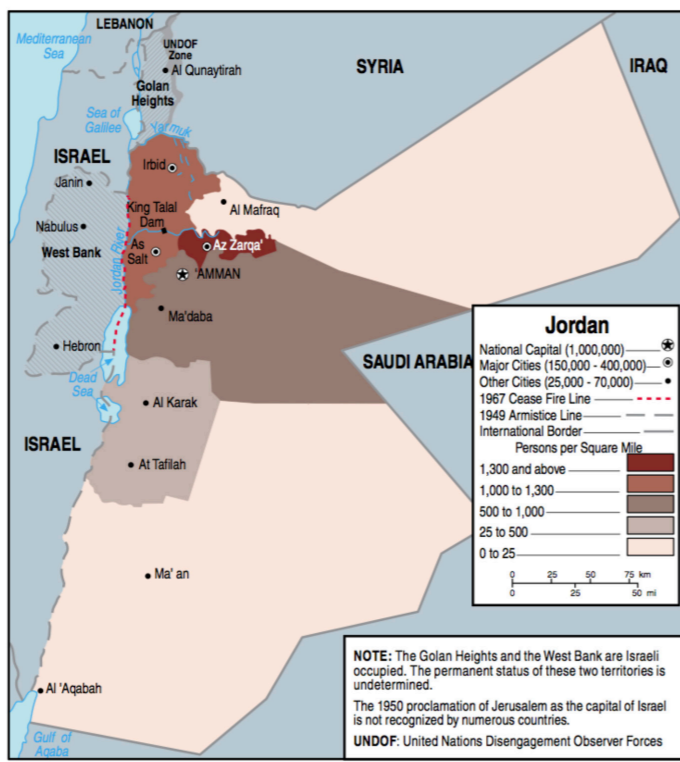 LEBANON
Mediterranean
Sea
UNDOF
Zone
Al Qunaytirah
Golan
Heights
SYRIA
IRAQ
Sea of
Galilee
Yarmuk
ISRAEL
Irbid
Janin
King Talal
Dam
Al Mafraq
Nabulus
West Bank
Jordan River
As
Salt
Az Zarqa'
'AMMAN
Ma'daba
Hebron
Dead
Sea
SAUDI ARABIA
Al Karak
ISRAEL
At Tafilah
Ma' an
Al 'Aqabah
Gulf of
Aqaba
Jordan
National Capital (1,000,000)
Major Cities (150,000 - 400,000)
Other Cities (25,000 - 70,000)
1967 Cease Fire Line
1949 Armistice Line
International Border
Persons per Square Mile
1,300 and above
1,000 to 1,300
500 to 1,000
25 to 500
0 to 25
0 25 50 75 km
0 25 50 mi
NOTE: The Golan Heights and the West Bank are Israeli
occupied. The permanent status of these two territories is
undetermined.
The 1950 proclamation of Jerusalem as the capital of Israel
is not recognized by numerous countries.
UNDOF: United Nations Disengagement Observer Forces